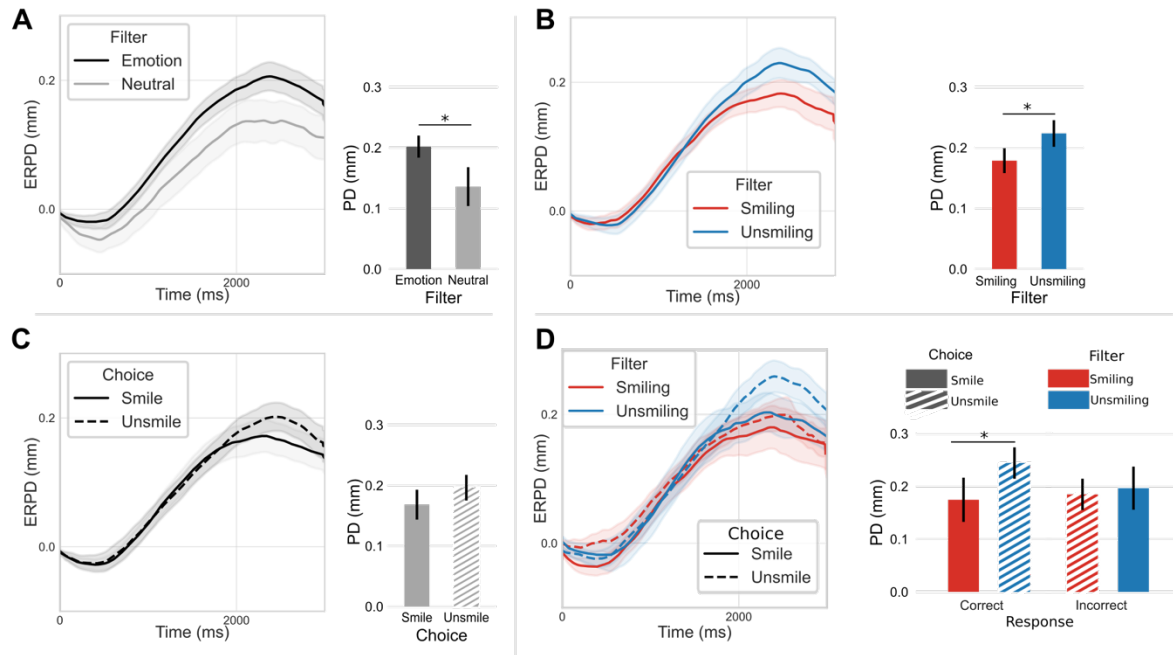 A
Filter
Emotion
Neutral
0.2
0.0
ERPD (mm)
0
2000
Time (ms)
0.3
0.2
0.1
0.0
PD (mm)
*
Emotion Neutral
Filter
B
0.2
0.0
ERPD (mm)
Filter
Smiling
Unsmiling
0
2000
Time (ms)
0.3
0.2
0.1
0.0
PD (mm)
*
Smiling Unsmiling
Filter
C
Choice
Smile
Unsmile
0.2
0.0
ERPD (mm)
0
2000
Time (ms)
0.3
0.2
0.1
0.0
PD (mm)
Smile Unsmile
Choice
D
Filter
Smiling
Unsmiling
0.2
0.0
ERPD (mm)
Choice
Smile
Unsmile
0
2000
Time (ms)
Choice
Smile
Unsmile
Filter
Smiling
Unsmiling
0.3
0.2
0.1
0.0
PD (mm)
*
Correct Incorrect
Response